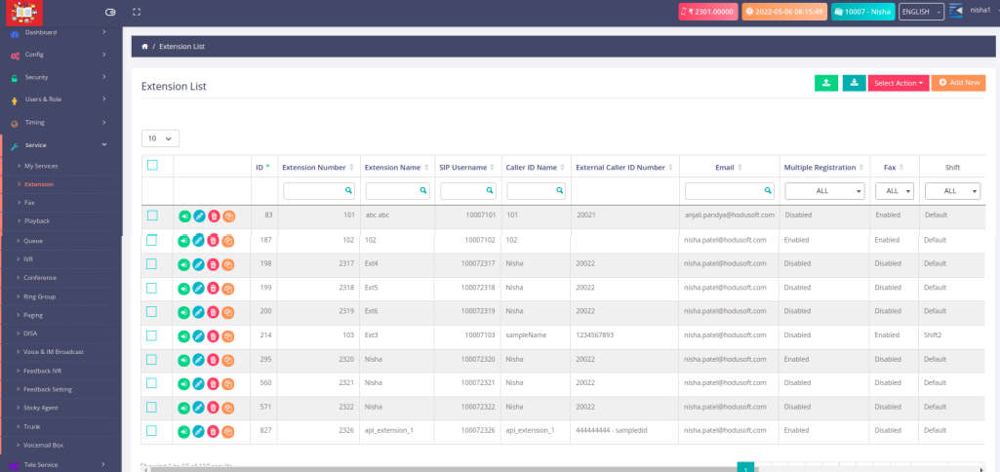 ₹ 2301.00000 2022-05-06 06:15:49 10007 - Nisha ENGLISH nisha1
Dashboard
Config
Security
Users & Role
Timing
Service
My Services
Extension
Fax
Playback
Queue
IVR
Conference
Ring Group
Paging
DISA
Voice & IM Broadcast
Feedback IVR
Feedback Setting
Sticky Agent
Trunk
Voicemail Box
Tele Service
/ Extension List
Extension List
Select Action Add New
10
ID Extension Number Extension Name SIP Username Caller ID Name External Caller ID Number Email Multiple Registration Fax Shift
ALL ALL ALL
83 101 abc abc 10007101 101 20021 anjali.pandya@hodusoft.com Disabled Enabled Default
187 102 102 10007102 102 nisha.patel@hodusoft.com Enabled Enabled Default
198 2317 Ext4 100072317 Nisha 20022 nisha.patel@hodusoft.com Disabled Disabled Default
199 2318 Ext5 100072318 Nisha 20022 nisha.patel@hodusoft.com Disabled Disabled Default
200 2319 Ext6 100072319 Nisha 20022 nisha.patel@hodusoft.com Disabled Disabled Default
214 103 Ext3 10007103 sampleName 1234567893 nisha.patel@hodusoft.com Disabled Enabled Shift2
295 2320 Nisha 100072320 Nisha 20022 nisha.patel@hodusoft.com Enabled Disabled Default
560 2321 Nisha 100072321 Nisha 20022 nisha.patel@hodusoft.com Disabled Disabled Default
571 2322 Nisha 100072322 Nisha 20022 nisha.patel@hodusoft.com Disabled Disabled Default
827 2326 api_extension_1 100072326 api_extension_1 444444444 - sampledid nisha.patel@hodusoft.com Enabled Disabled Default
1